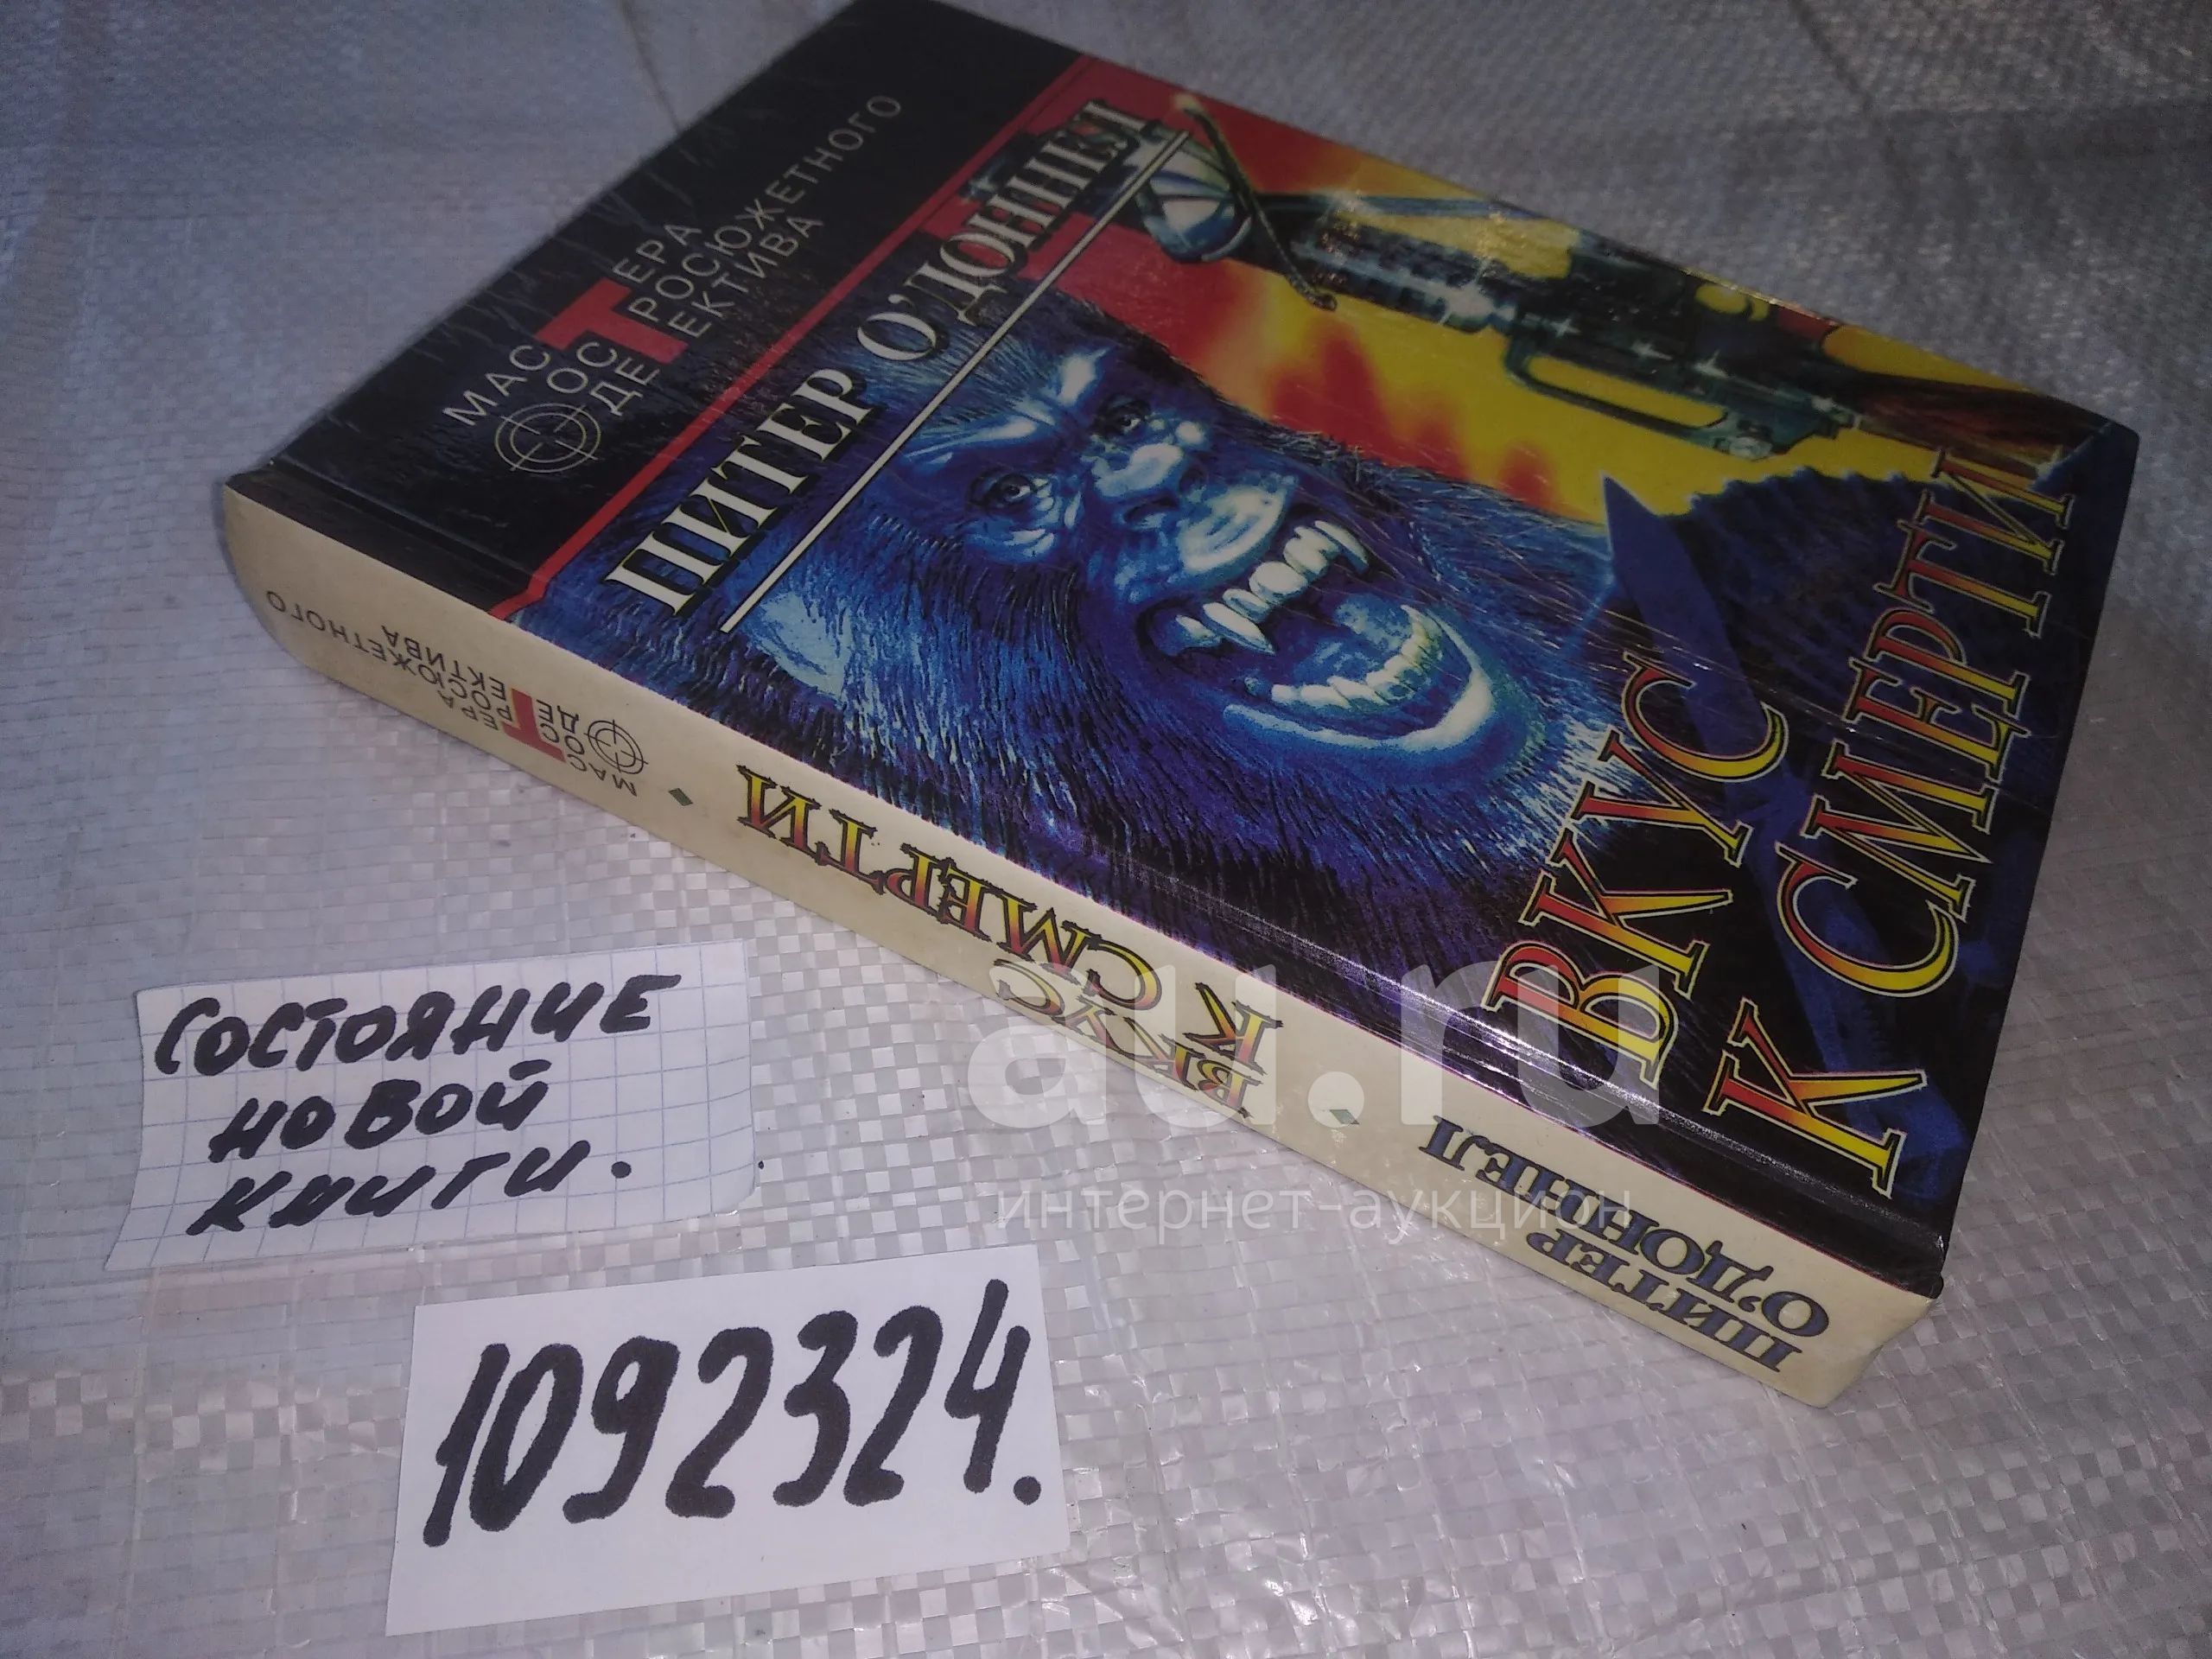 МАСТЕРА
ОСТРОСЮЖЕТНОГО
ДЕТЕКТИВА
ПИТЕР О'ДОННЕЛ
ВКУС
К СМЕРТИ
МАСТЕРА
ОСТРОСЮЖЕТНОГО
ДЕТЕКТИВА
ВКУС
К СМЕРТИ
ПИТЕР
О'ДОННЕЛ
au.ru
интернет-аукцион
СОСТОЯНИЕ
НОВОЙ
КНИГИ.
1092324.